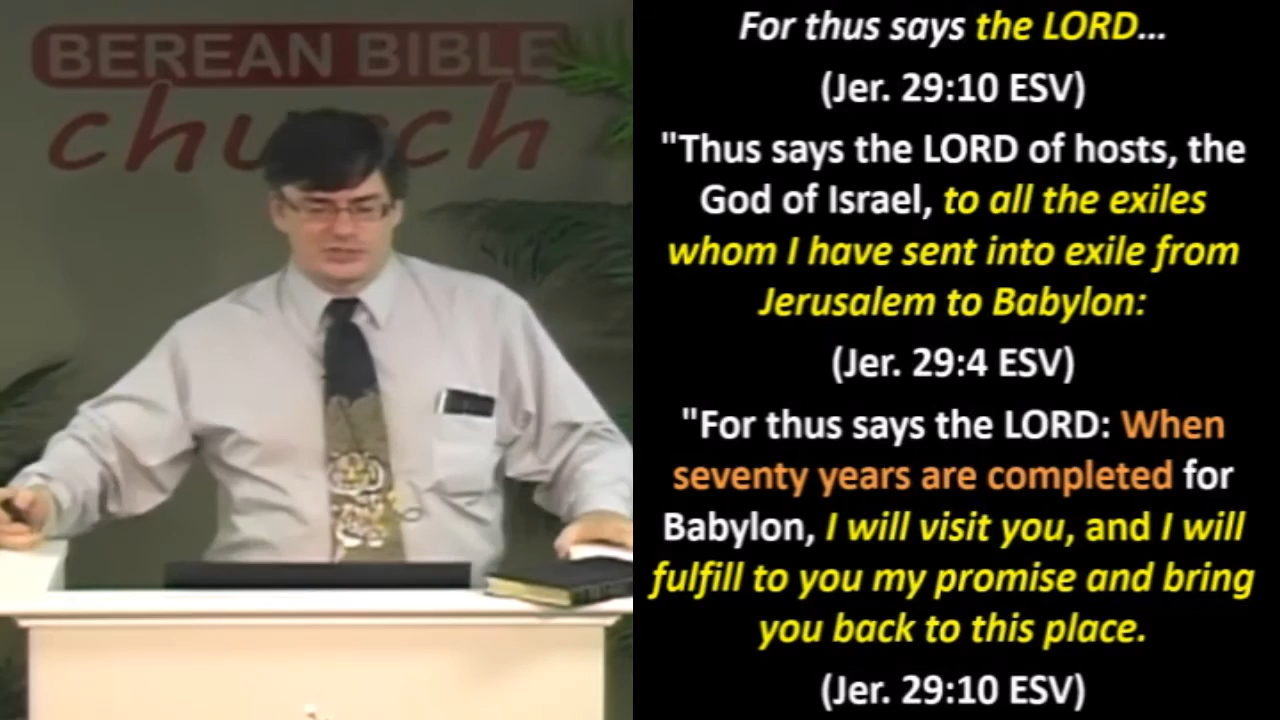 BEREAN BIBLE
church
For thus says the LORD...
(Jer. 29:10 ESV)
"Thus says the LORD of hosts, the
God of Israel, to all the exiles
whom I have sent into exile from
Jerusalem to Babylon:
(Jer. 29:4 ESV)
"For thus says the LORD: When
seventy years are completed for
Babylon, I will visit you, and I will
fulfill to you my promise and bring
you back to this place.
(Jer. 29:10 ESV)